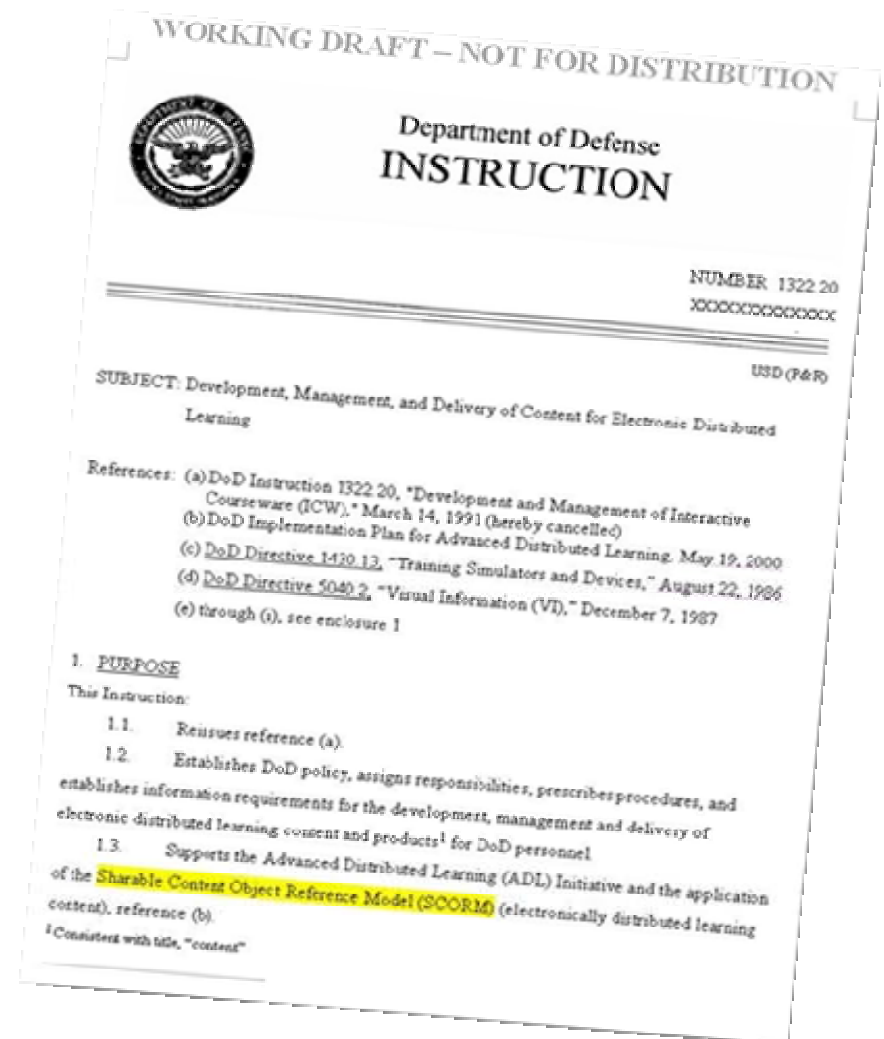 WORKING DRAFT – NOT FOR DISTRIBUTION
DEPARTMENT OF DEFENSE
Department of Defense
INSTRUCTION
NUMBER 1322.20
XXXXXXXXXXXXXX
USD (P&R)
SUBJECT: Development, Management, and Delivery of Content for Electronic Distributed
Learning
References: (a) DoD Instruction 1322.20, "Development and Management of Interactive
Courseware (ICW)," March 14, 1991 (hereby cancelled)
(b) DoD Implementation Plan for Advanced Distributed Learning, May 19, 2000
(c) DoD Directive 1430.13, "Training Simulators and Devices," August 22, 1986
(d) DoD Directive 5040.2, "Visual Information (VI)," December 7, 1987
(e) through (i), see enclosure 1
1. PURPOSE
This Instruction:
1.1. Reissues reference (a).
1.2. Establishes DoD policy, assigns responsibilities, prescribes procedures, and
establishes information requirements for the development, management and delivery of
electronic distributed learning content and products¹ for DoD personnel
1.3. Supports the Advanced Distributed Learning (ADL) Initiative and the application
of the Sharable Content Object Reference Model (SCORM) (electronically distributed learning
content), reference (b).
¹ Consistent with title, "content"